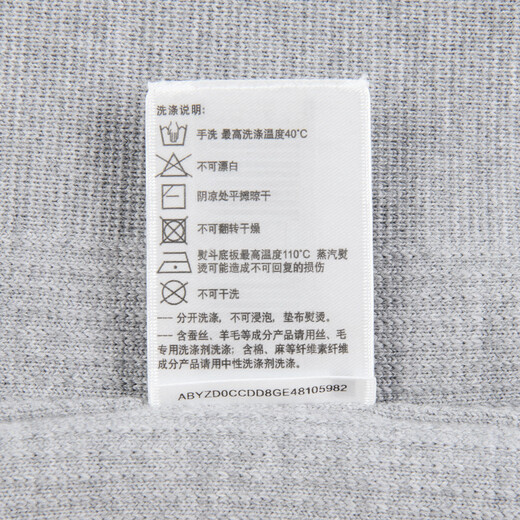 洗涤说明:
手洗 最高洗涤温度40°C
不可漂白
阴凉处平摊晾干
不可翻转干燥
熨斗底板最高温度110°C 蒸汽熨
烫可能造成不可回复的损伤
不可干洗
— 分开洗涤, 不可浸泡, 垫布熨烫。
— 含蚕丝、羊毛等成分产品请用丝、毛
专用洗涤剂洗涤; 含棉、麻等纤维素纤维
成分产品请用中性洗涤剂洗涤。
ABYZD0CCDD8GE48105982